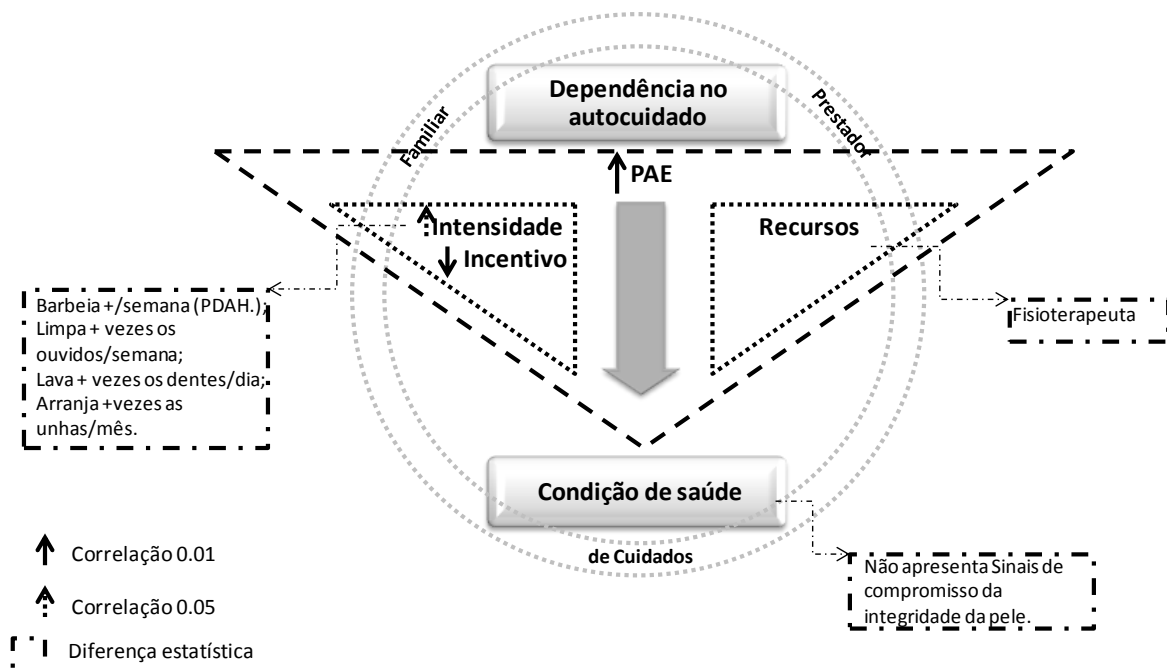 Dependência no
autocuidado
Familiar
Prestador
PAE
Intensidade
Incentivo
Recursos
Barbeia +/semana (PDAH.);
Limpa + vezes os
ouvidos/semana;
Lava + vezes os dentes/dia;
Arranja +vezes as
unhas/mês.
Fisioterapeuta
Condição de saúde
de Cuidados
Não apresenta Sinais de
compromisso da
integridade da pele.
Correlação 0.01
Correlação 0.05
Diferença estatística